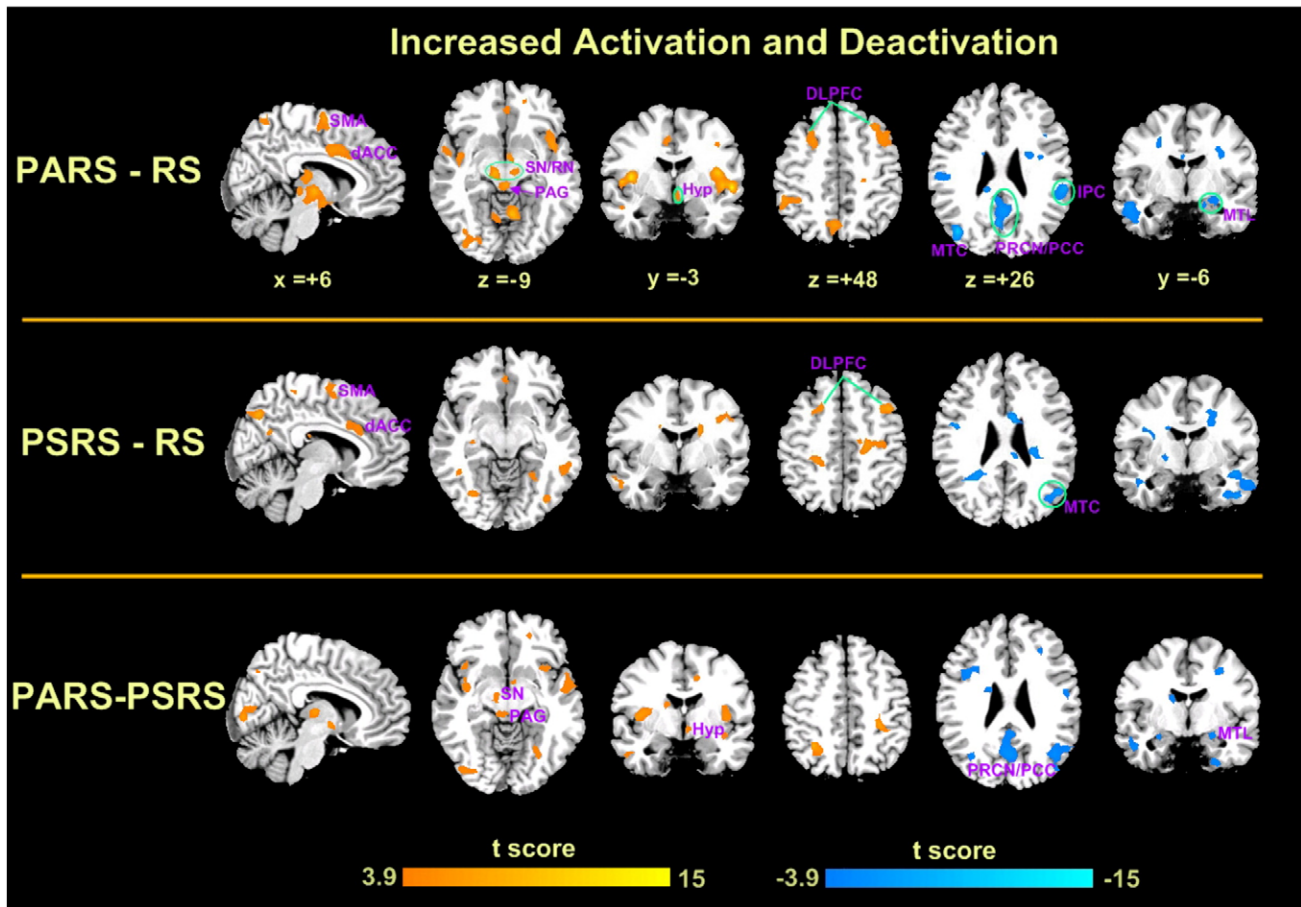 Increased Activation and Deactivation
PARS - RS
SMA
dACC
SN/RN
PAG
Hyp
DLPFC
IPC
MTC
PRCN/PCC
MTL
x =+6
z =-9
y =-3
z =+48
z =+26
y =-6
PSRS - RS
SMA
dACC
DLPFC
MTC
PARS-PSRS
SN
PAG
Hyp
PRCN/PCC
MTL
t score
3.9
15
t score
-3.9
-15